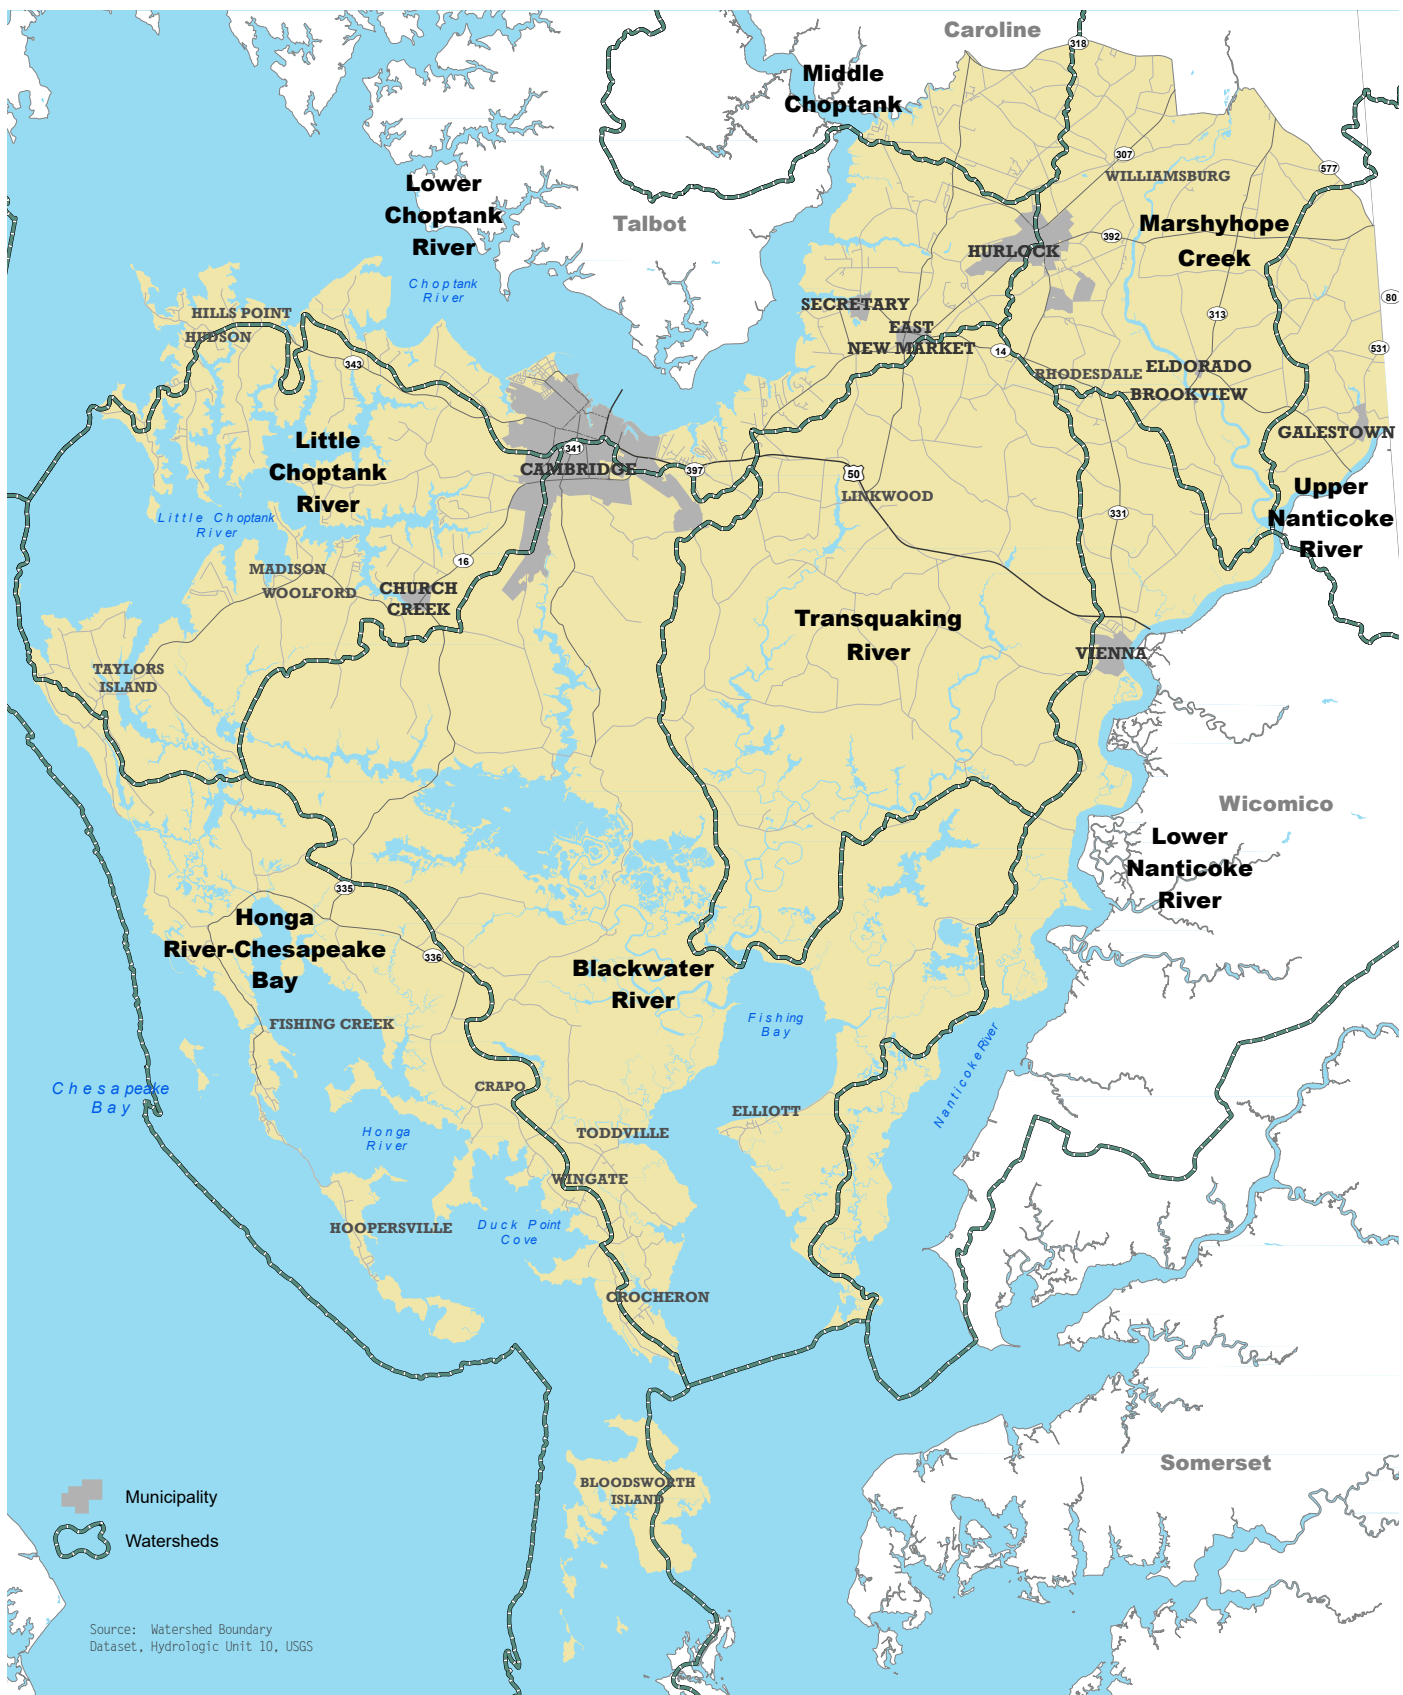 Caroline
318
Middle
Choptank
307
577
WILLIAMSBURG
Lower
Choptank
River
Talbot
Marshyhope
Creek
392
HURLOCK
Choptank
River
80
SECRETARY
HILLS POINT
313
HUDSON
EAST
NEW MARKET
14
531
343
ELDORADO
RHODESDALE
BROOKVIEW
GALESTOWN
Little
Choptank
River
341
CAMBRIDGE
397
50
LINKWOOD
Upper
Nanticoke
River
331
Little Choptank
River
16
MADISON
WOOLFORD
CHURCH
CREEK
Transquaking
River
VIENNA
TAYLORS
ISLAND
Wicomico
Lower
Nanticoke
River
335
Honga
River-Chesapeake
Bay
336
Blackwater
River
Fishing
Bay
FISHING CREEK
Nanticoke River
Chesapeake
Bay
CRAPO
ELLIOTT
Honga
River
TODDVILLE
WINGATE
HOOPERSVILLE
Duck Point
Cove
CROCHERON
Somerset
BLOODSWORTH
ISLAND
Municipality
Watersheds
Source: Watershed Boundary
Dataset, Hydrologic Unit 10, USGS